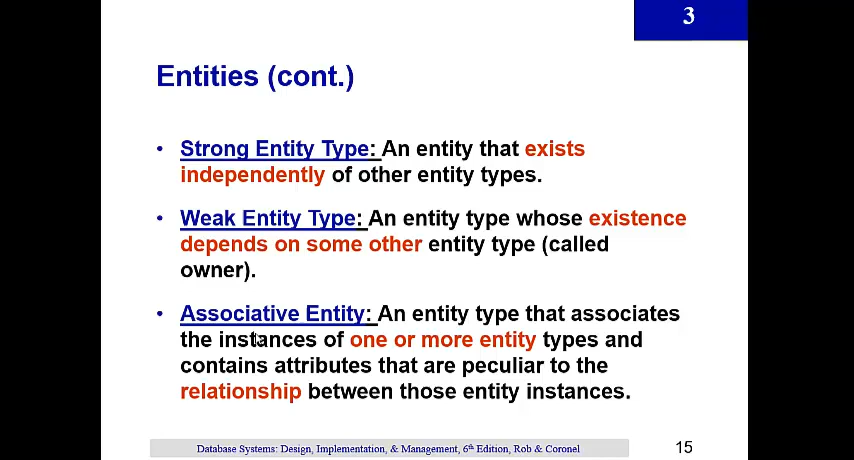 3
Entities (cont.)
• Strong Entity Type: An entity that exists
independently of other entity types.
• Weak Entity Type: An entity type whose existence
depends on some other entity type (called
owner).
• Associative Entity: An entity type that associates
the instances of one or more entity types and
contains attributes that are peculiar to the
relationship between those entity instances.
Database Systems: Design, Implementation, & Management, 6th Edition, Rob & Coronel
15